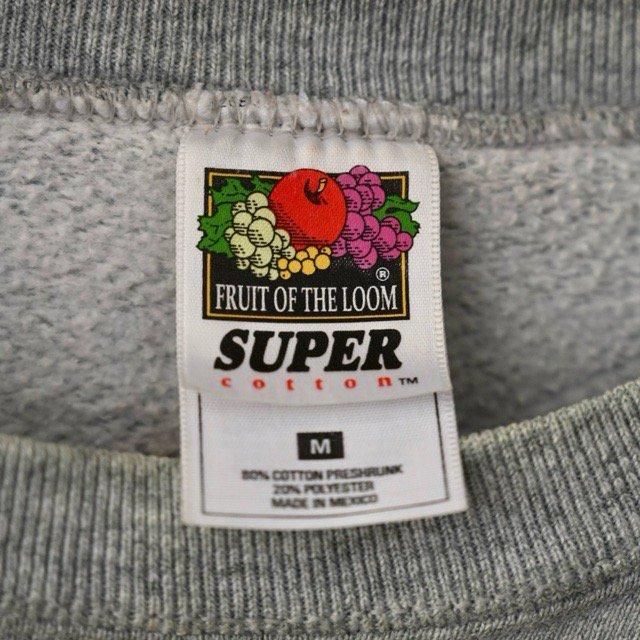 ®
FRUIT OF THE LOOM
SUPER
cotton™
M
80% COTTON PRESHRUNK
20% POLYESTER
MADE IN MEXICO